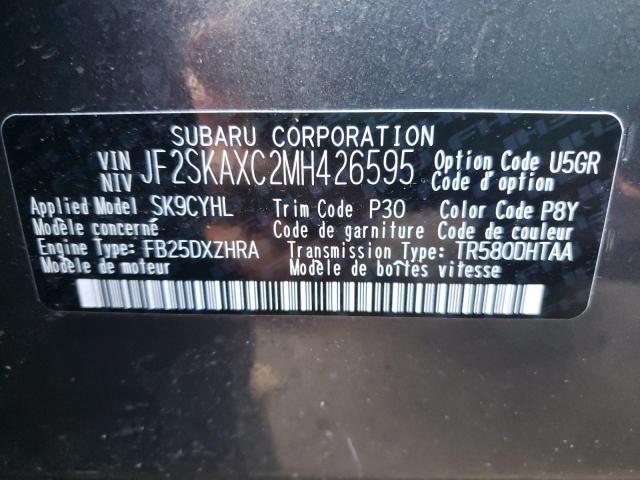 SUBARU CORPORATION
VIN NIV JF2SKAXC2MH426595 Option Code U5GR
Code d'option
Applied Model SK9CYHL Trim Code P30 Color Code P8Y
Modèle concerné Code de garniture Code de couleur
Engine Type FB25DXZHRA Transmission Type TR580DHTAA
Modèle de moteur Modèle de boîtes vitesse